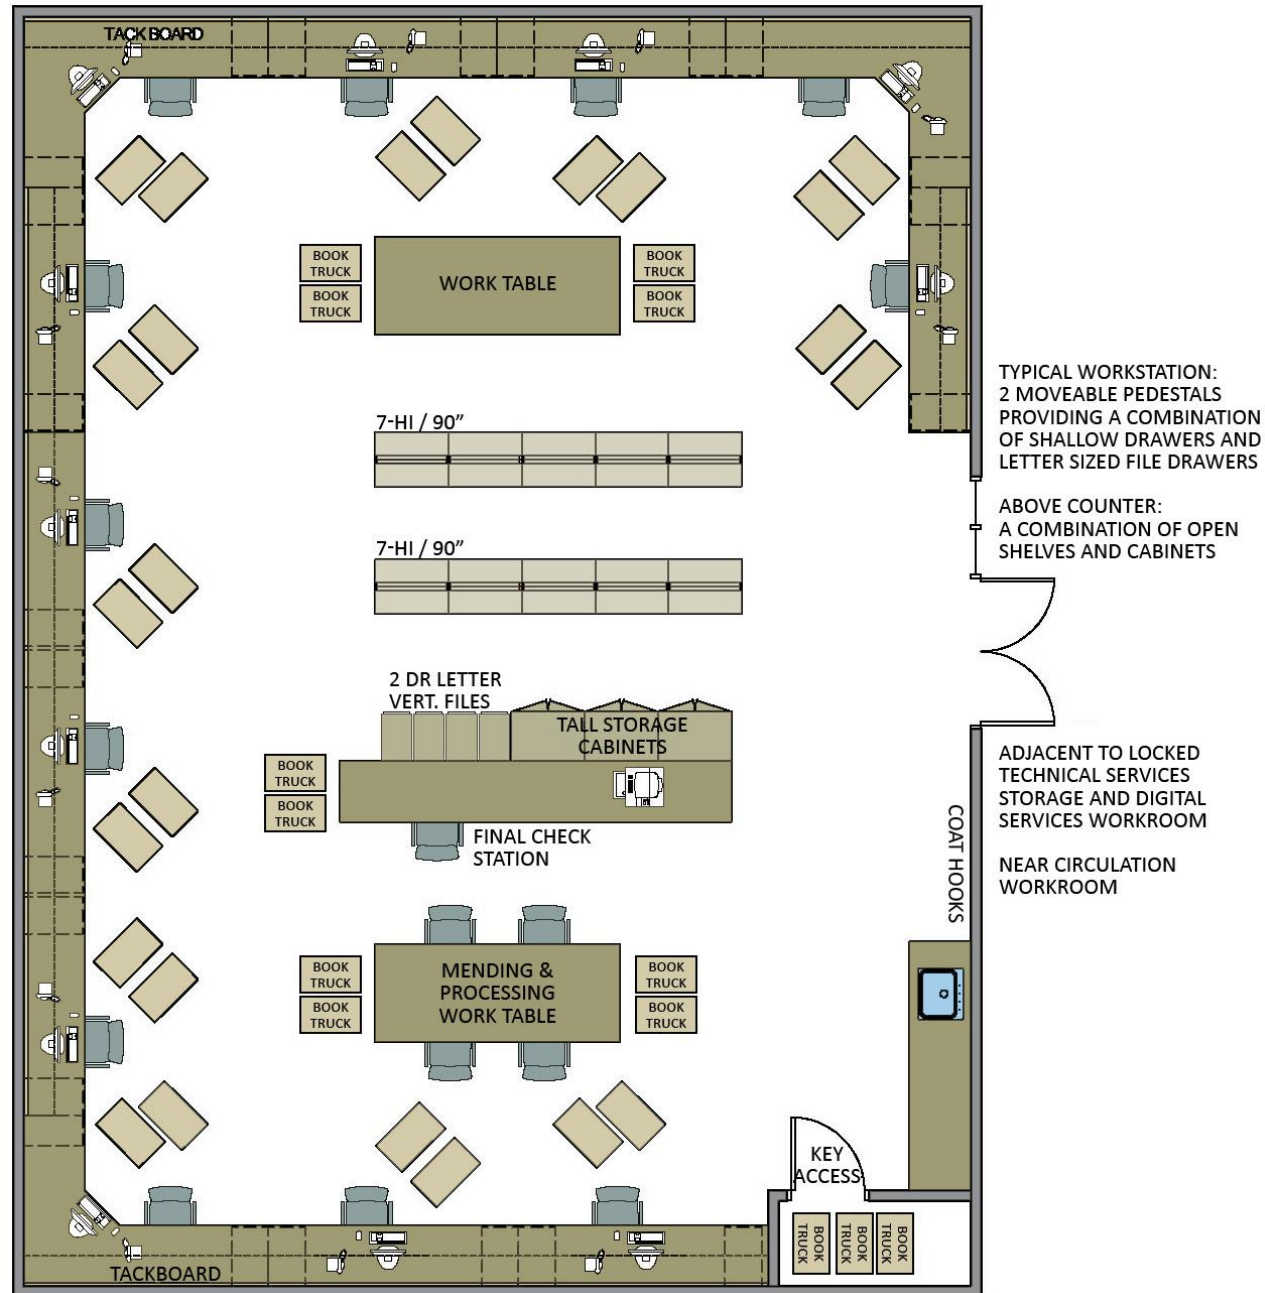 TACK BOARD
BOOK
TRUCK
BOOK
TRUCK
WORK TABLE
BOOK
TRUCK
BOOK
TRUCK
TYPICAL WORKSTATION:
2 MOVEABLE PEDESTALS
PROVIDING A COMBINATION
OF SHALLOW DRAWERS AND
LETTER SIZED FILE DRAWERS
7-HI / 90”
ABOVE COUNTER:
A COMBINATION OF OPEN
SHELVES AND CABINETS
7-HI / 90”
2 DR LETTER
VERT. FILES
TALL STORAGE
CABINETS
BOOK
TRUCK
BOOK
TRUCK
FINAL CHECK
STATION
ADJACENT TO LOCKED
TECHNICAL SERVICES
STORAGE AND DIGITAL
SERVICES WORKROOM
NEAR CIRCULATION
WORKROOM
COAT HOOKS
BOOK
TRUCK
BOOK
TRUCK
MENDING &
PROCESSING
WORK TABLE
BOOK
TRUCK
BOOK
TRUCK
KEY
ACCESS
BOOK
TRUCK
BOOK
TRUCK
BOOK
TRUCK
TACKBOARD